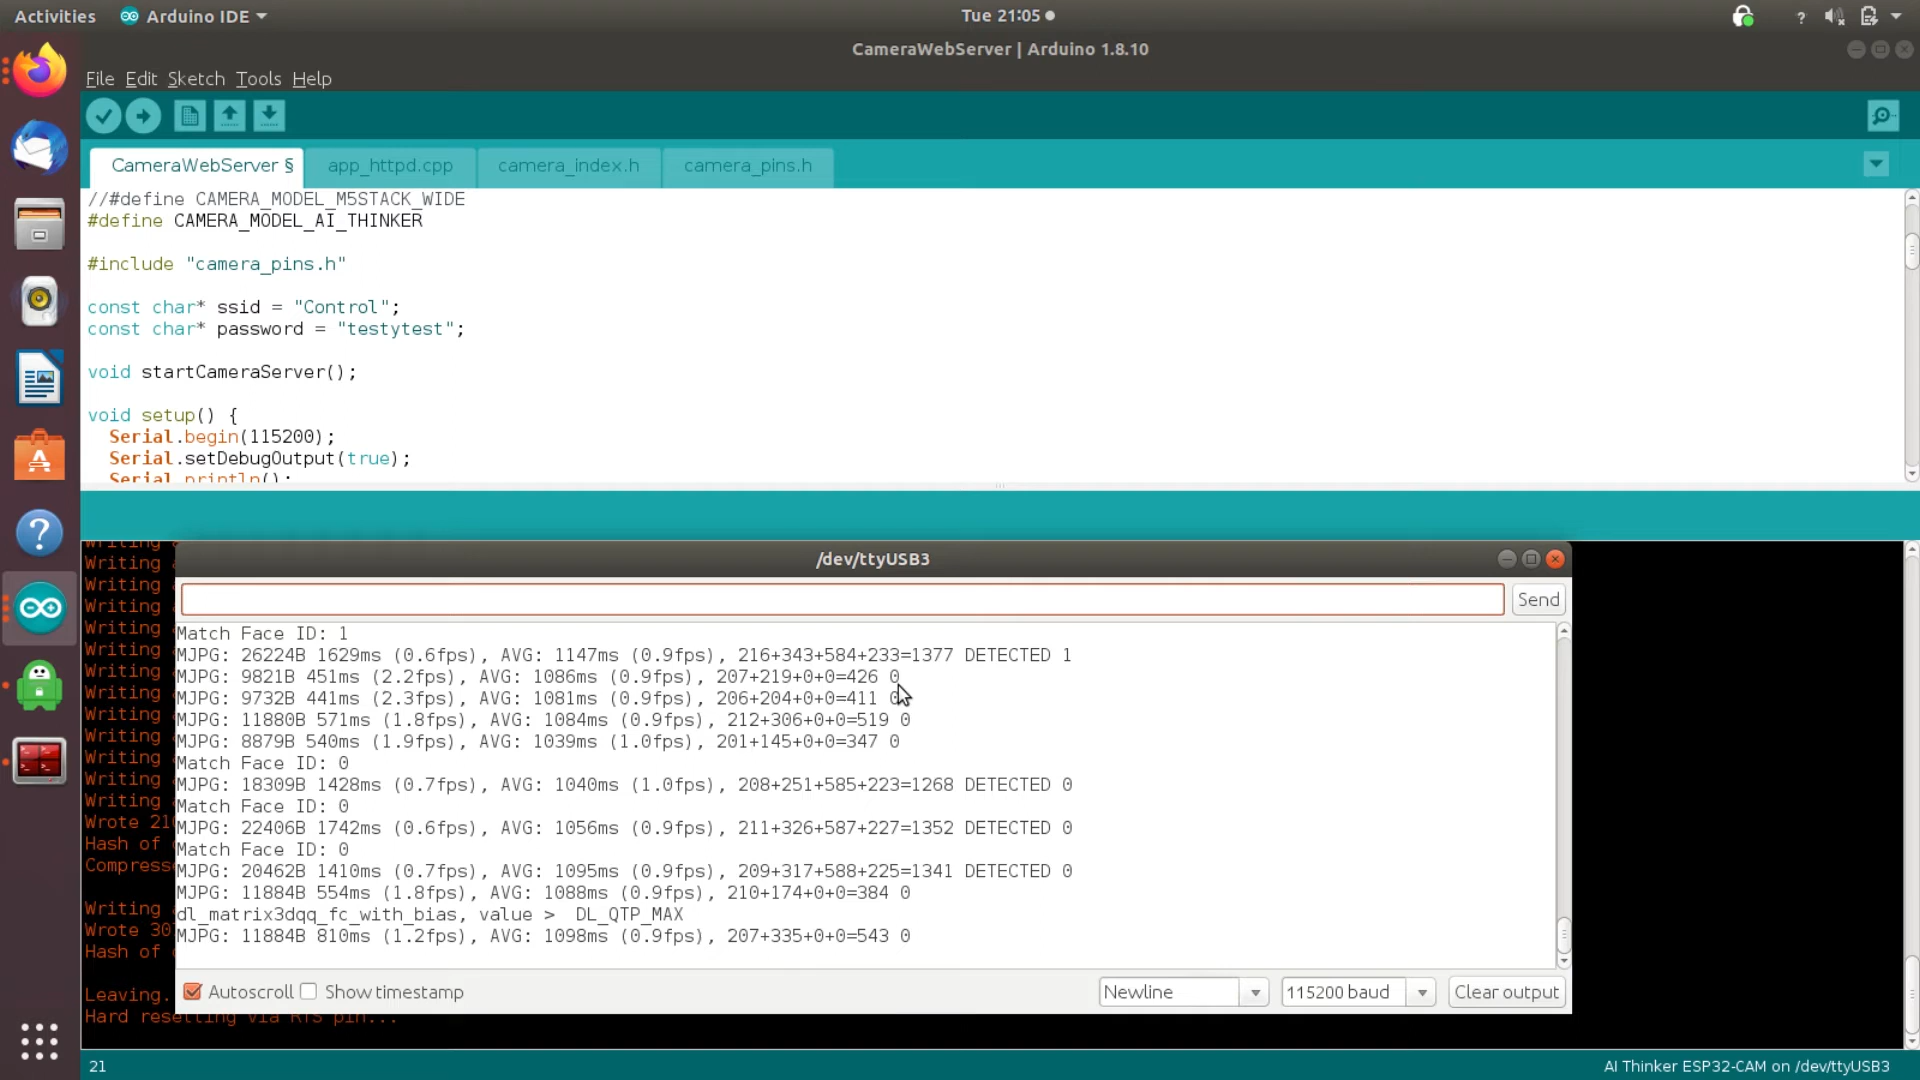 Activities
Arduino IDE
Tue 21:05
CameraWebServer | Arduino 1.8.10
File Edit Sketch Tools Help
CameraWebServer §
app_httpd.cpp
camera_index.h
camera_pins.h
//#define CAMERA_MODEL_M5STACK_WIDE
#define CAMERA_MODEL_AI_THINKER
#include "camera_pins.h"
const char* ssid = "Control";
const char* password = "testytest";
void startCameraServer();
void setup() {
Serial.begin(115200);
Serial.setDebugOutput(true);
Serial.println();
Writing
Writing
Writing
Writing
Writing
Writing
Writing
Writing
Writing
Writing
Writing
Writing
Writing
Wrote
Hash of
Writing
Wrote
Hash of
Leaving.
Hard resetting via RTS pin...
/dev/ttyUSB3
Send
Match Face ID: 1
MJPG: 26224B 1629ms (0.6fps), AVG: 1147ms (0.9fps), 216+343+584+233=1377 DETECTED 1
MJPG: 9821B 451ms (2.2fps), AVG: 1086ms (0.9fps), 207+219+0+0=426 0
MJPG: 9732B 441ms (2.3fps), AVG: 1081ms (0.9fps), 206+204+0+0=411 0
MJPG: 11880B 571ms (1.8fps), AVG: 1084ms (0.9fps), 212+306+0+0=519 0
MJPG: 8879B 540ms (1.9fps), AVG: 1039ms (1.0fps), 201+145+0+0=347 0
Match Face ID: 0
MJPG: 18309B 1428ms (0.7fps), AVG: 1040ms (1.0fps), 208+251+585+223=1268 DETECTED 0
Match Face ID: 0
MJPG: 22406B 1742ms (0.6fps), AVG: 1056ms (0.9fps), 211+326+587+227=1352 DETECTED 0
Match Face ID: 0
MJPG: 20462B 1410ms (0.7fps), AVG: 1095ms (0.9fps), 209+317+588+225=1341 DETECTED 0
MJPG: 11884B 554ms (1.8fps), AVG: 1088ms (0.9fps), 210+174+0+0=384 0
dl_matrix3dqq_fc_with_bias, value > DL_QTP_MAX
MJPG: 11884B 810ms (1.2fps), AVG: 1098ms (0.9fps), 207+335+0+0=543 0
Autoscroll
Show timestamp
Newline
115200 baud
Clear output
21
AI Thinker ESP32-CAM on /dev/ttyUSB3